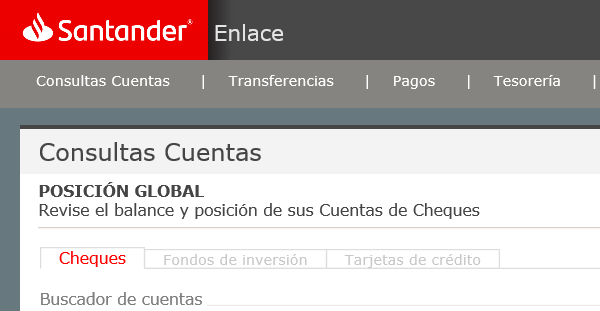 Santander® Enlace
Consultas Cuentas | Transferencias | Pagos | Tesorería |
Consultas Cuentas
POSICIÓN GLOBAL
Revise el balance y posición de sus Cuentas de Cheques
Cheques Fondos de inversión Tarjetas de crédito
Buscador de cuentas